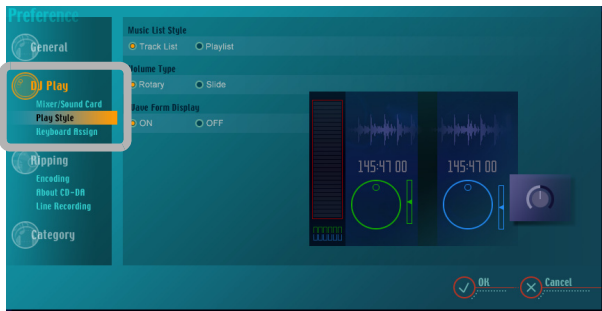 Preference
General
DJ Play
Mixer/Sound Card
Play Style
Keyboard Assign
Ripping
Encoding
About CD-DA
Line Recording
Category
Music List Style
Track List Playlist
Volume Type
Rotary Slide
Wave Form Display
ON OFF
145:47 00 145:47 00
OK Cancel